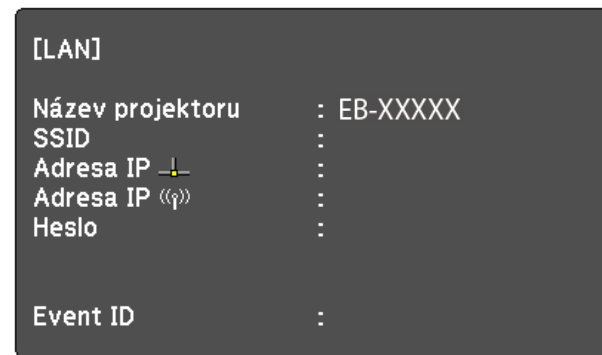 [LAN]
Název projektoru : EB-XXXXX
SSID :
Adresa IP :
Adresa IP :
Heslo :
Event ID :